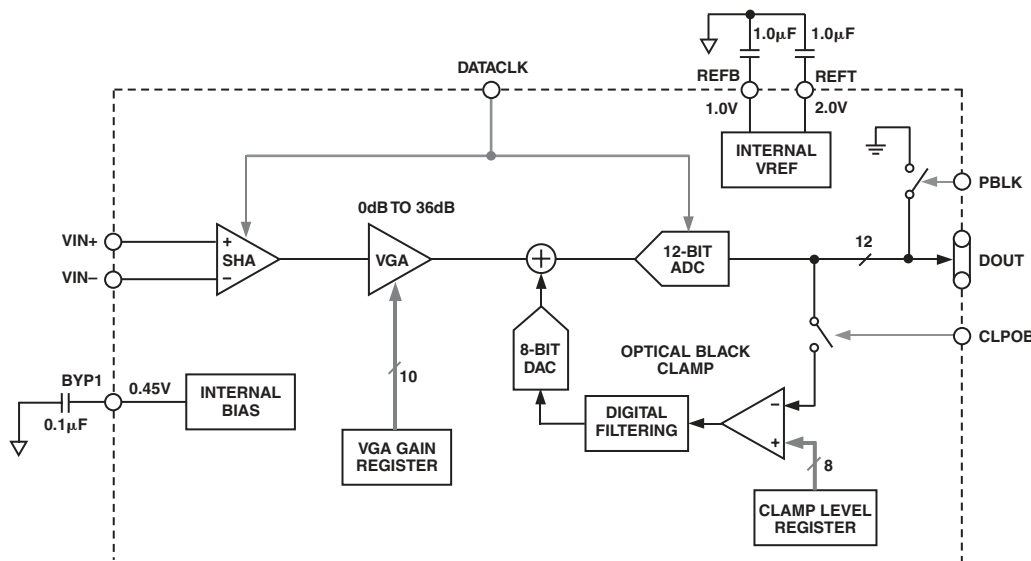 1.0µF 1.0µF
DATACLK
REFB REFT
1.0V 2.0V
INTERNAL
VREF
PBLK
0dB TO 36dB
VIN+
+
SHA
–
VIN–
VGA
+
12-BIT
ADC
12
DOUT
CLPOB
8-BIT
DAC
OPTICAL BLACK
CLAMP
BYP1
0.45V
0.1µF
INTERNAL
BIAS
10
VGA GAIN
REGISTER
DIGITAL
FILTERING
–
+
8
CLAMP LEVEL
REGISTER